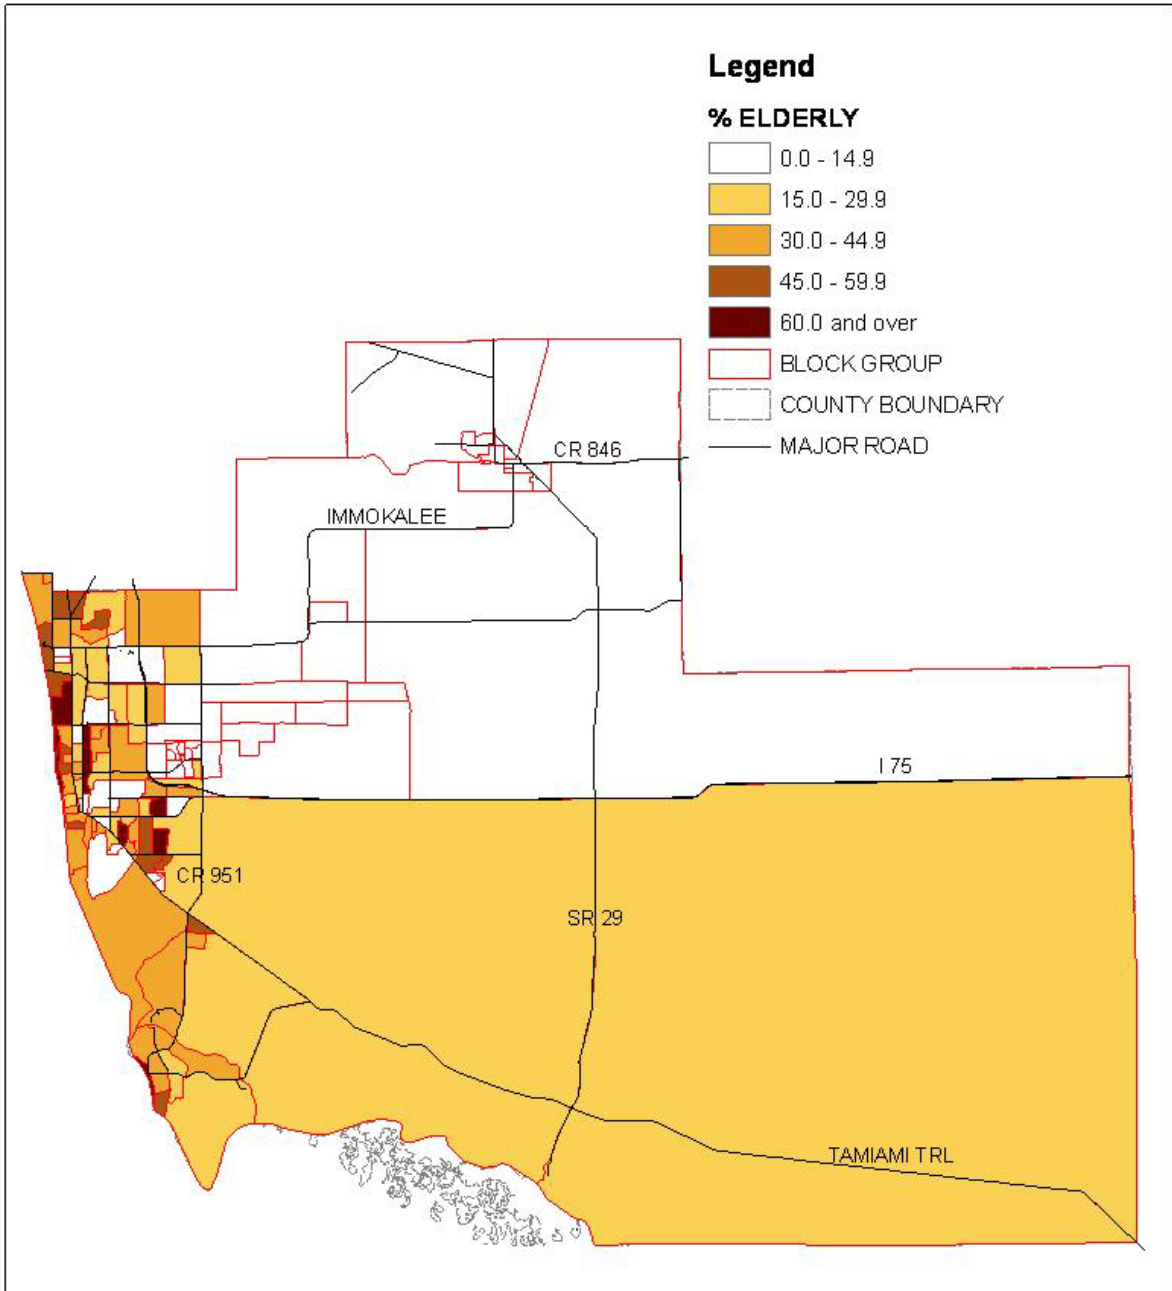 Legend
% ELDERLY
0.0 - 14.9
15.0 - 29.9
30.0 - 44.9
45.0 - 59.9
60.0 and over
BLOCK GROUP
COUNTY BOUNDARY
MAJOR ROAD
CR 846
IMMOKALEE
I 75
CR 951
SR 29
TAMIAMI TRL